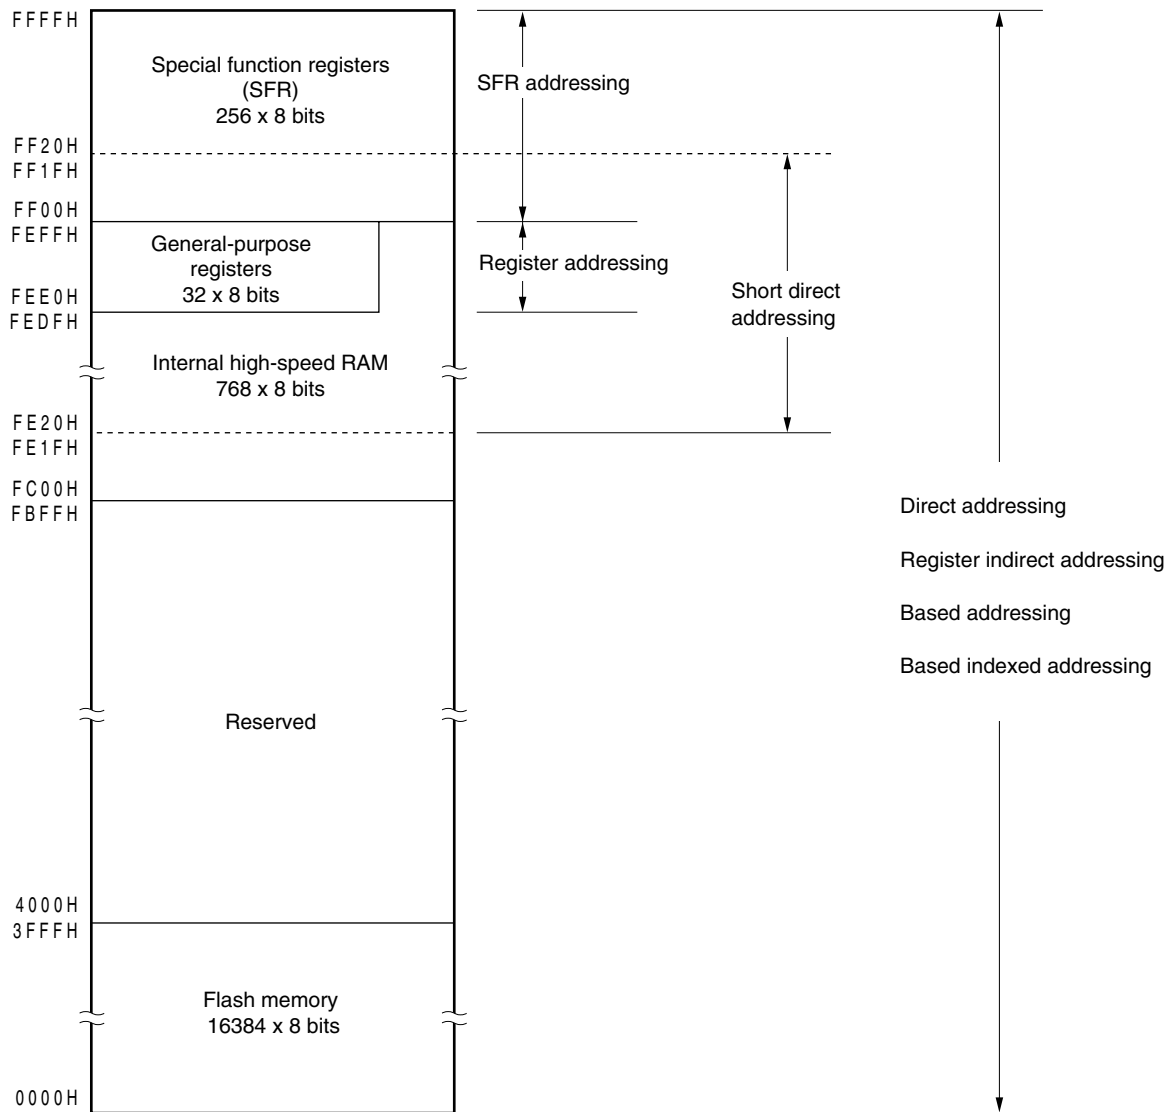 FFFFH
Special function registers
(SFR)
256 x 8 bits
SFR addressing
FF20H
FF1FH
FF00H
FEFFH
General-purpose
registers
32 x 8 bits
Register addressing
Short direct
addressing
FEE0H
FEDFH
Internal high-speed RAM
768 x 8 bits
FE20H
FE1FH
FC00H
FBFFH
Direct addressing
Register indirect addressing
Based addressing
Based indexed addressing
Reserved
4000H
3FFFH
Flash memory
16384 x 8 bits
0000H